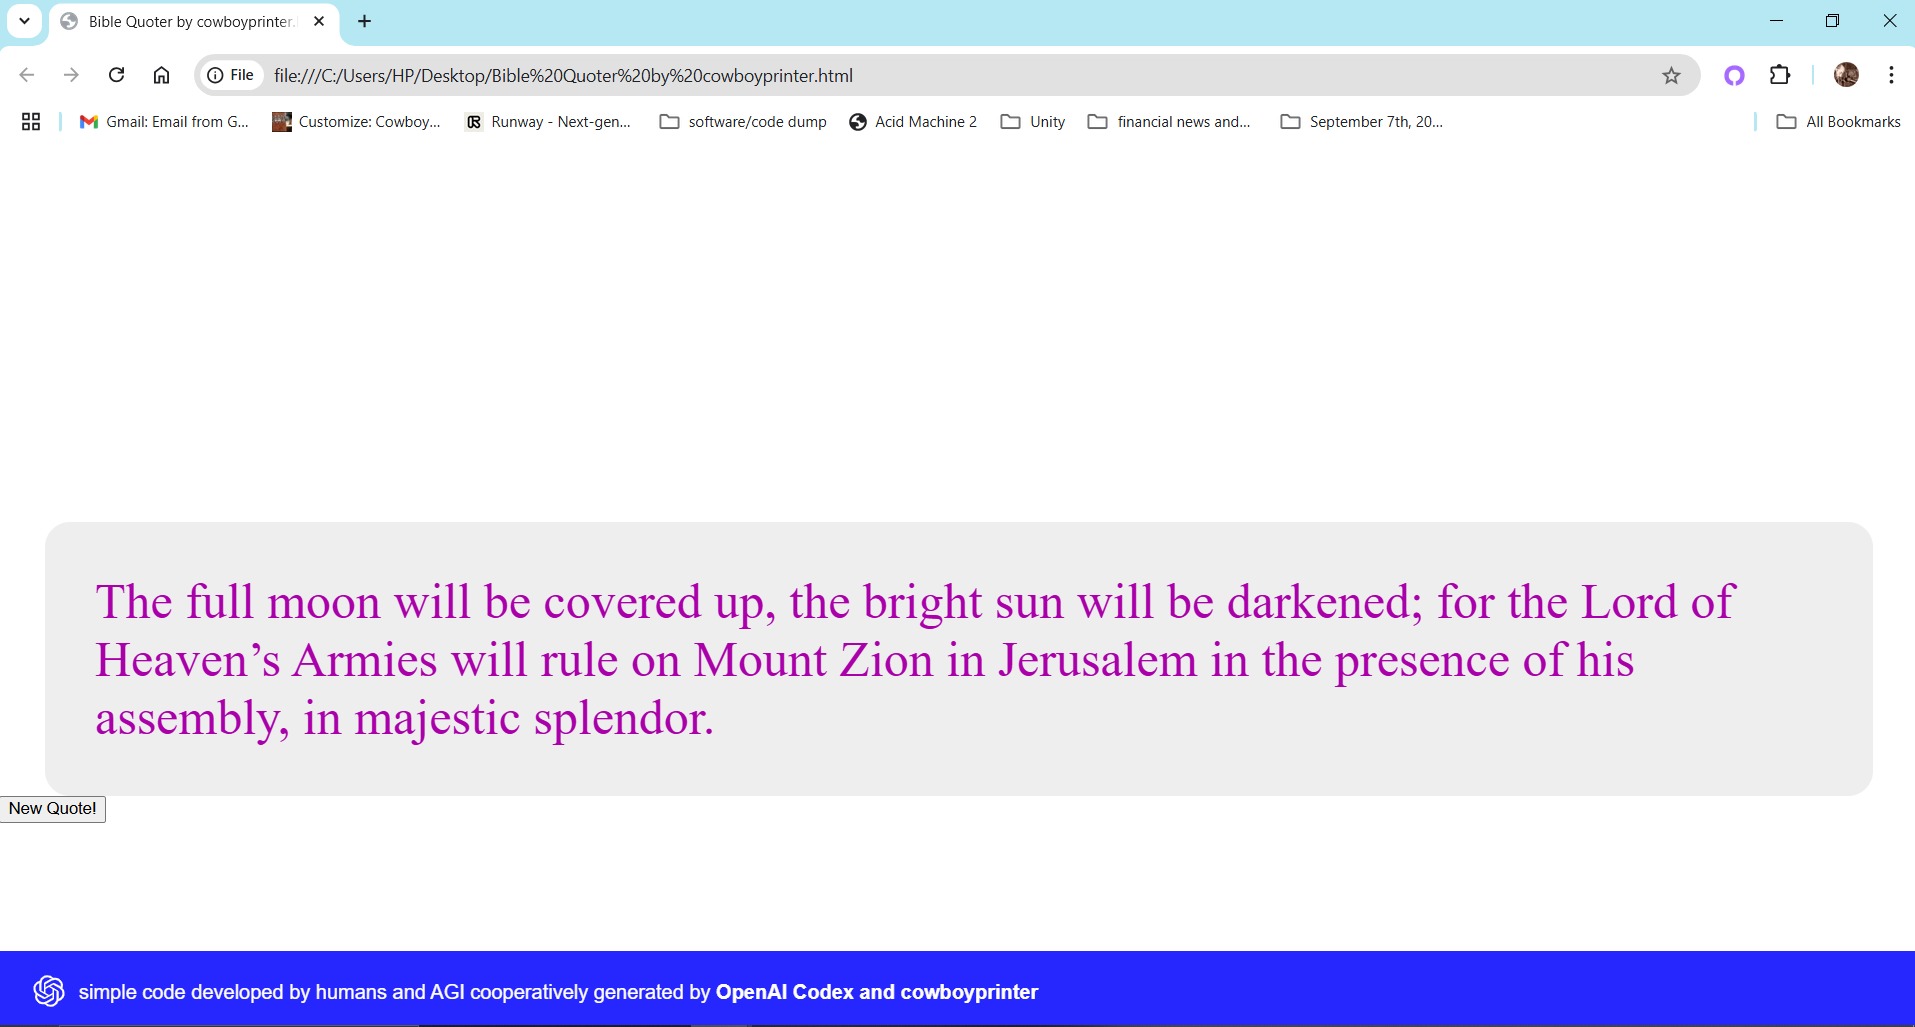 Bible Quoter by cowboyprinter.
File file:///C:/Users/HP/Desktop/Bible%20Quoter%20by%20cowboyprinter.html
Gmail: Email from G... Customize: Cowboy... Runway - Next-gen... software/code dump Acid Machine 2 Unity financial news and... September 7th, 20... All Bookmarks
The full moon will be covered up, the bright sun will be darkened; for the Lord of
Heaven’s Armies will rule on Mount Zion in Jerusalem in the presence of his
assembly, in majestic splendor.
New Quote!
simple code developed by humans and AGI cooperatively generated by OpenAI Codex and cowboyprinter